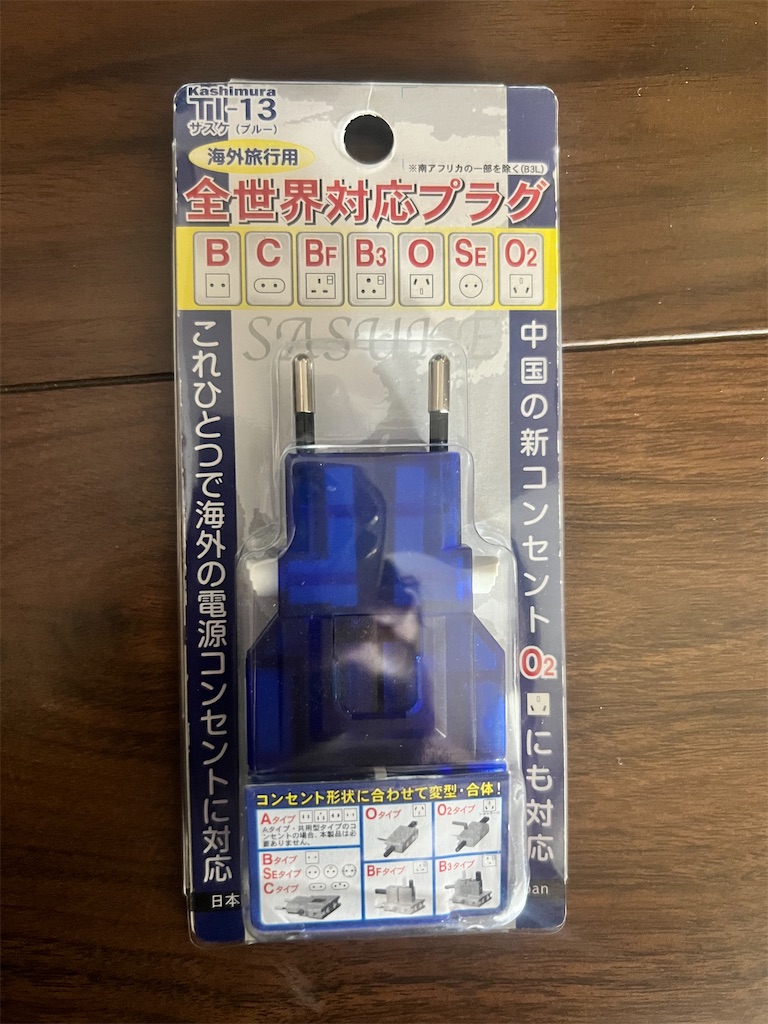 Kashimura
TI-13
サスケ(ブルー)
海外旅行用
※南アフリカの一部を除く(B3L)
全世界対応プラグ
B C BF B3 O SE O2
SASUKE
これひとつで海外の電源コンセントに対応
中国の新コンセントO2にも対応
コンセント形状に合わせて変型・合体!
Aタイプ
Aタイプ・共用型タイプのコ
ンセントの場合、本製品は必
要ありません。
Bタイプ
SEタイプ
Cタイプ
Oタイプ
O2タイプ
BFタイプ
B3タイプ
日本
pan